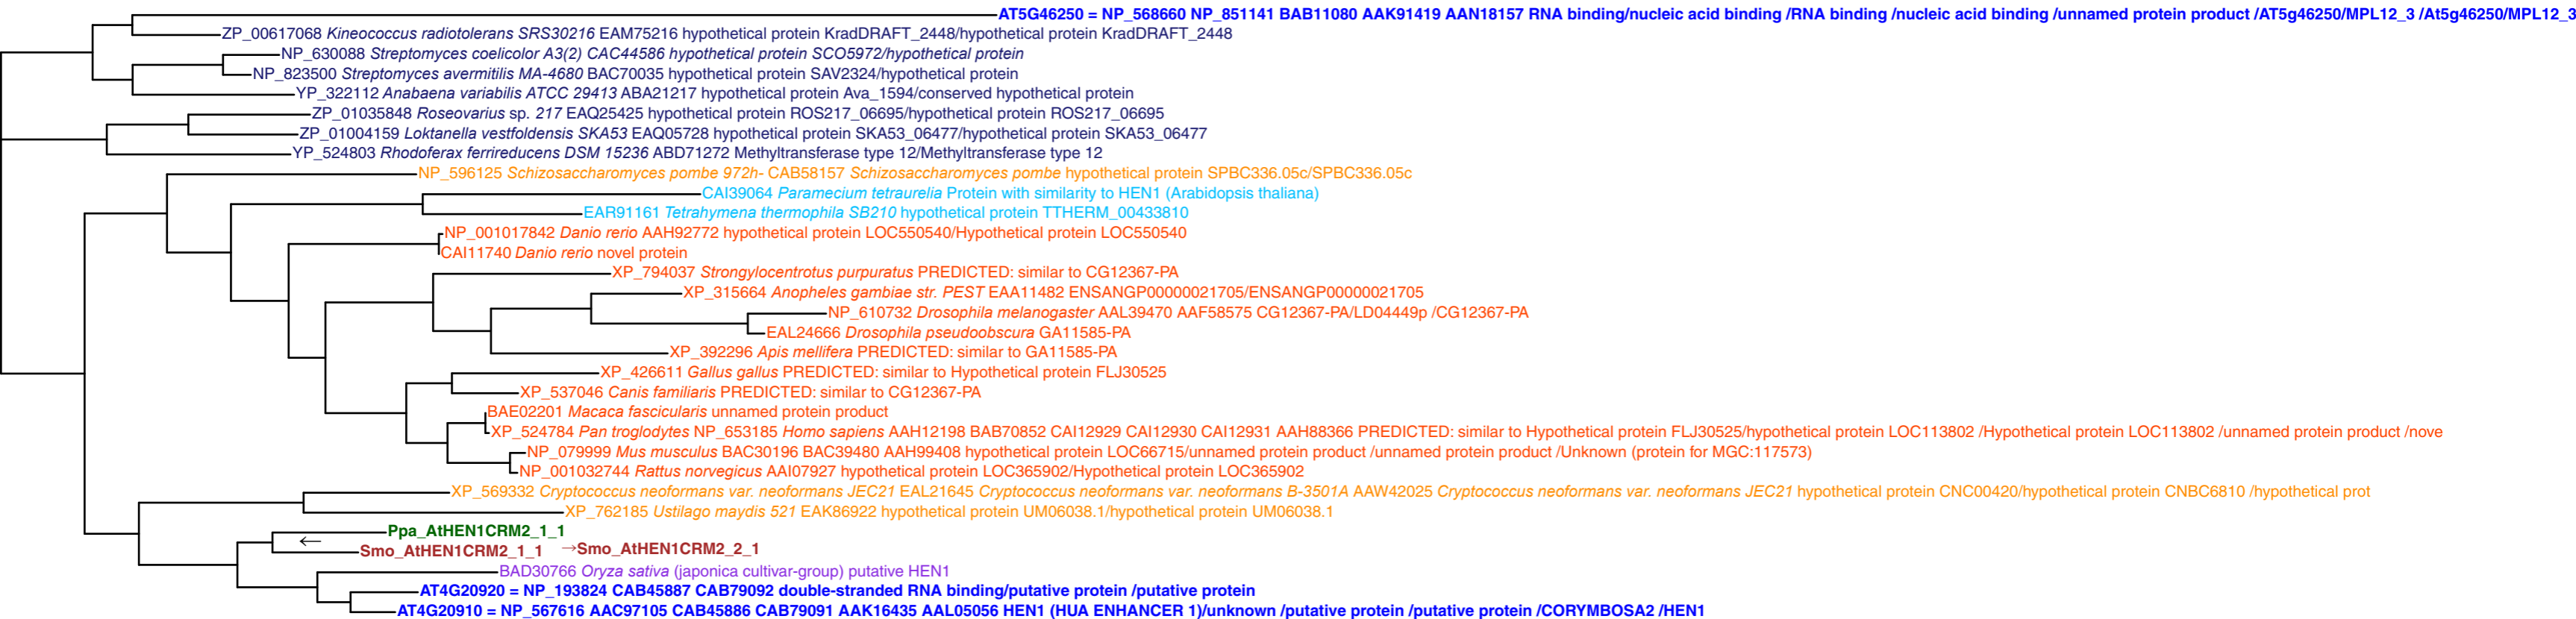 AT5G46250 = NP_568660 NP_851141 BAB11080 AAK91419 AAN18157 RNA binding/nucleic acid binding /RNA binding /nucleic acid binding /unnamed protein product /AT5g46250/MPL12_3 /At5g46250/MPL12_3
ZP_00617068 Kineococcus radiotolerans SRS30216 EAM75216 hypothetical protein KradDRAFT_2448/hypothetical protein KradDRAFT_2448
NP_630088 Streptomyces coelicolor A3(2) CAC44586 hypothetical protein SCO5972/hypothetical protein
NP_823500 Streptomyces avermitilis MA-4680 BAC70035 hypothetical protein SAV2324/hypothetical protein
YP_322112 Anabaena variabilis ATCC 29413 ABA21217 hypothetical protein Ava_1594/conserved hypothetical protein
ZP_01035848 Roseovarius sp. 217 EAQ25425 hypothetical protein ROS217_06695/hypothetical protein ROS217_06695
ZP_01004159 Loktanella vestfoldensis SKA53 EAQ05728 hypothetical protein SKA53_06477/hypothetical protein SKA53_06477
YP_524803 Rhodoferax ferrireducens DSM 15236 ABD71272 Methyltransferase type 12/Methyltransferase type 12
NP_596125 Schizosaccharomyces pombe 972h- CAB58157 Schizosaccharomyces pombe hypothetical protein SPBC336.05c/SPBC336.05c
CAI39064 Paramecium tetraurelia Protein with similarity to HEN1 (Arabidopsis thaliana)
EAR91161 Tetrahymena thermophila SB210 hypothetical protein TTHERM_00433810
NP_001017842 Danio rerio AAH92772 hypothetical protein LOC550540/Hypothetical protein LOC550540
CAI11740 Danio rerio novel protein
XP_794037 Strongylocentrotus purpuratus PREDICTED: similar to CG12367-PA
XP_315664 Anopheles gambiae str. PEST EAA11482 ENSANGP00000021705/ENSANGP00000021705
NP_610732 Drosophila melanogaster AAL39470 AAF58575 CG12367-PA/LD04449p /CG12367-PA
EAL24666 Drosophila pseudoobscura GA11585-PA
XP_392296 Apis mellifera PREDICTED: similar to GA11585-PA
XP_426611 Gallus gallus PREDICTED: similar to Hypothetical protein FLJ30525
XP_537046 Canis familiaris PREDICTED: similar to CG12367-PA
BAE02201 Macaca fascicularis unnamed protein product
XP_524784 Pan troglodytes NP_653185 Homo sapiens AAH12198 BAB70852 CAI12929 CAI12930 CAI12931 AAH88366 PREDICTED: similar to Hypothetical protein FLJ30525/hypothetical protein LOC113802 /Hypothetical protein LOC113802 /unnamed protein product /nove
NP_079999 Mus musculus BAC30196 BAC39480 AAH99408 hypothetical protein LOC66715/unnamed protein product /unnamed protein product /Unknown (protein for MGC:117573)
NP_001032744 Rattus norvegicus AAI07927 hypothetical protein LOC365902/Hypothetical protein LOC365902
XP_569332 Cryptococcus neoformans var. neoformans JEC21 EAL21645 Cryptococcus neoformans var. neoformans B-3501A AAW42025 Cryptococcus neoformans var. neoformans JEC21 hypothetical protein CNC00420/hypothetical protein CNBC6810 /hypothetical prot
XP_762185 Ustilago maydis 521 EAK86922 hypothetical protein UM06038.1/hypothetical protein UM06038.1
Ppa_AtHEN1CRM2_1_1
← Smo_AtHEN1CRM2_1_1 →Smo_AtHEN1CRM2_2_1
BAD30766 Oryza sativa (japonica cultivar-group) putative HEN1
AT4G20920 = NP_193824 CAB45887 CAB79092 double-stranded RNA binding/putative protein /putative protein
AT4G20910 = NP_567616 AAC97105 CAB45886 CAB79091 AAK16435 AAL05056 HEN1 (HUA ENHANCER 1)/unknown /putative protein /putative protein /CORYMBOSA2 /HEN1